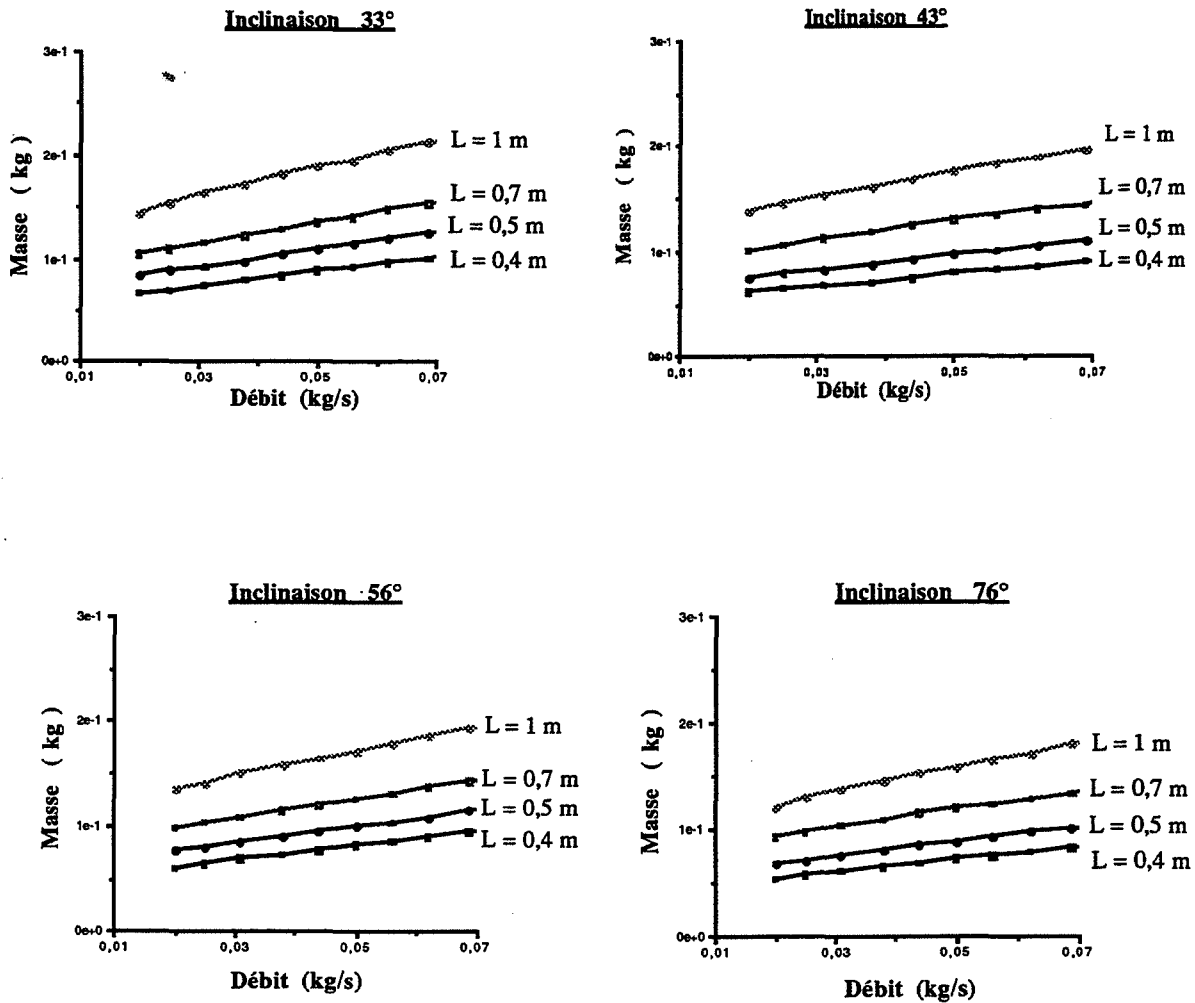 Inclinaison 33°
3e-1
2e-1
1e-1
0e+0
Masse ( kg )
L = 1 m
L = 0,7 m
L = 0,5 m
L = 0,4 m
0,01 0,03 0,05 0,07
Débit (kg/s)
Inclinaison 43°
3e-1
2e-1
1e-1
0e+0
Masse ( kg )
L = 1 m
L = 0,7 m
L = 0,5 m
L = 0,4 m
0,01 0,03 0,05 0,07
Débit (kg/s)
Inclinaison 56°
3e-1
2e-1
1e-1
0e+0
Masse ( kg )
L = 1 m
L = 0,7 m
L = 0,5 m
L = 0,4 m
0,01 0,03 0,05 0,07
Débit (kg/s)
Inclinaison 76°
3e-1
2e-1
1e-1
0e+0
Masse ( kg )
L = 1 m
L = 0,7 m
L = 0,5 m
L = 0,4 m
0,01 0,03 0,05 0,07
Débit (kg/s)